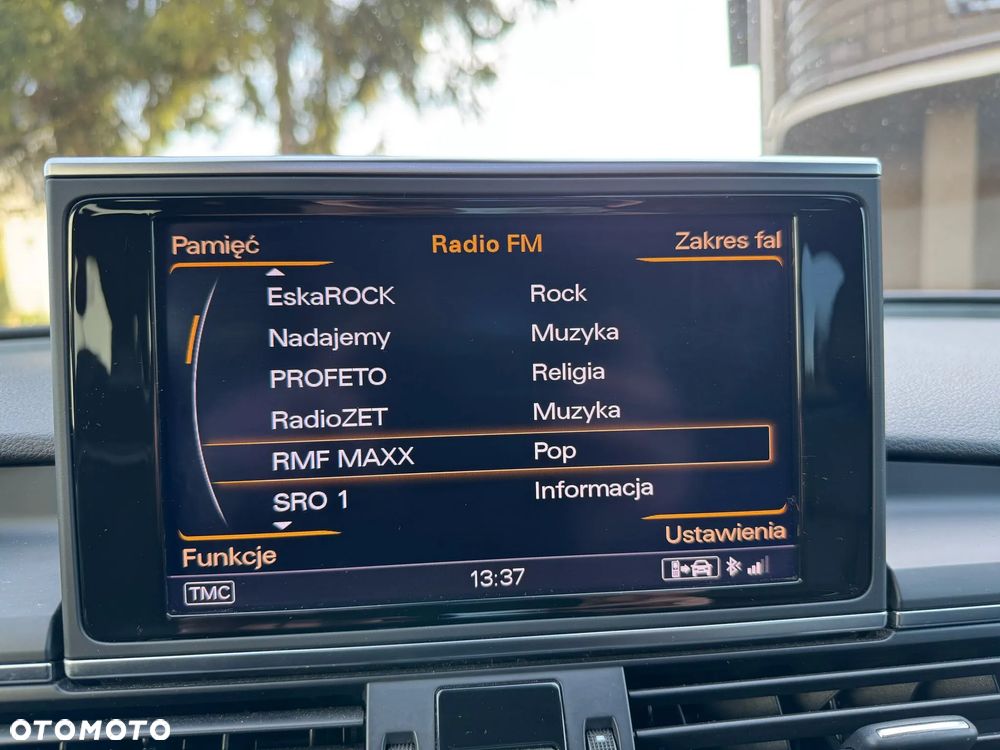 Pamięć Radio FM Zakres fal
EskaROCK Rock
Nadajemy Muzyka
PROFETO Religia
RadioZET Muzyka
RMF MAXX Pop
SRO 1 Informacja
Funkcje Ustawienia
TMC 13:37
OTOMOTO